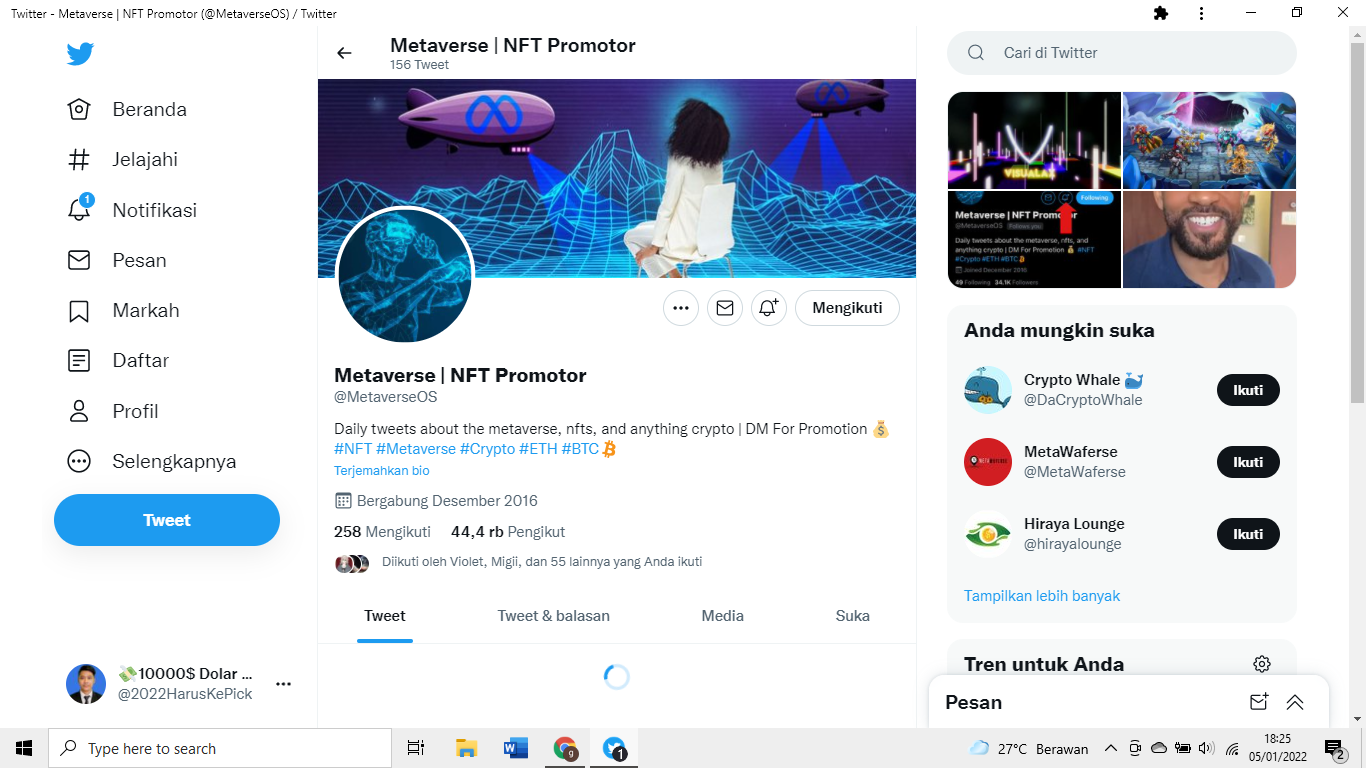 Twitter - Metaverse | NFT Promotor (@MetaverseOS) / Twitter
Beranda
Jelajahi
1
Notifikasi
Pesan
Markah
Daftar
Profil
Selengkapnya
Tweet
💸10000$ Dolar ...
@2022HarusKePick
Metaverse | NFT Promotor
156 Tweet
Mengikuti
Metaverse | NFT Promotor
@MetaverseOS
Daily tweets about the metaverse, nfts, and anything crypto | DM For Promotion 💰
#NFT #Metaverse #Crypto #ETH #BTC
Terjemahkan bio
Bergabung Desember 2016
258 Mengikuti 44,4 rb Pengikut
Diikuti oleh Violet, Migii, dan 55 lainnya yang Anda ikuti
Tweet Tweet & balasan Media Suka
Cari di Twitter
Following
Metaverse | NFT Promotor
@MetaverseOS Follows you
Daily tweets about the metaverse, nfts, and
anything crypto | DM For Promotion 💰 #NFT
#Crypto #ETH #BTC
Joined December 2016
49 Following 34.1K Followers
Anda mungkin suka
Crypto Whale 🐳
@DaCryptoWhale
Ikuti
MetaWaferse
@MetaWaferse
Ikuti
Hiraya Lounge
@hirayalounge
Ikuti
Tampilkan lebih banyak
Tren untuk Anda
Pesan
Type here to search
W
g
1
27°C Berawan
18:25
05/01/2022
2